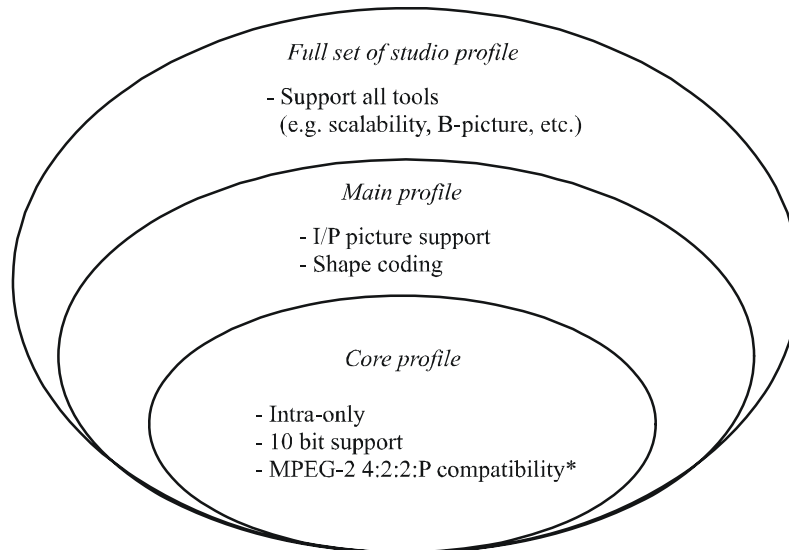 Full set of studio profile
- Support all tools
(e.g. scalability, B-picture, etc.)
Main profile
- I/P picture support
- Shape coding
Core profile
- Intra-only
- 10 bit support
- MPEG-2 4:2:2:P compatibility*